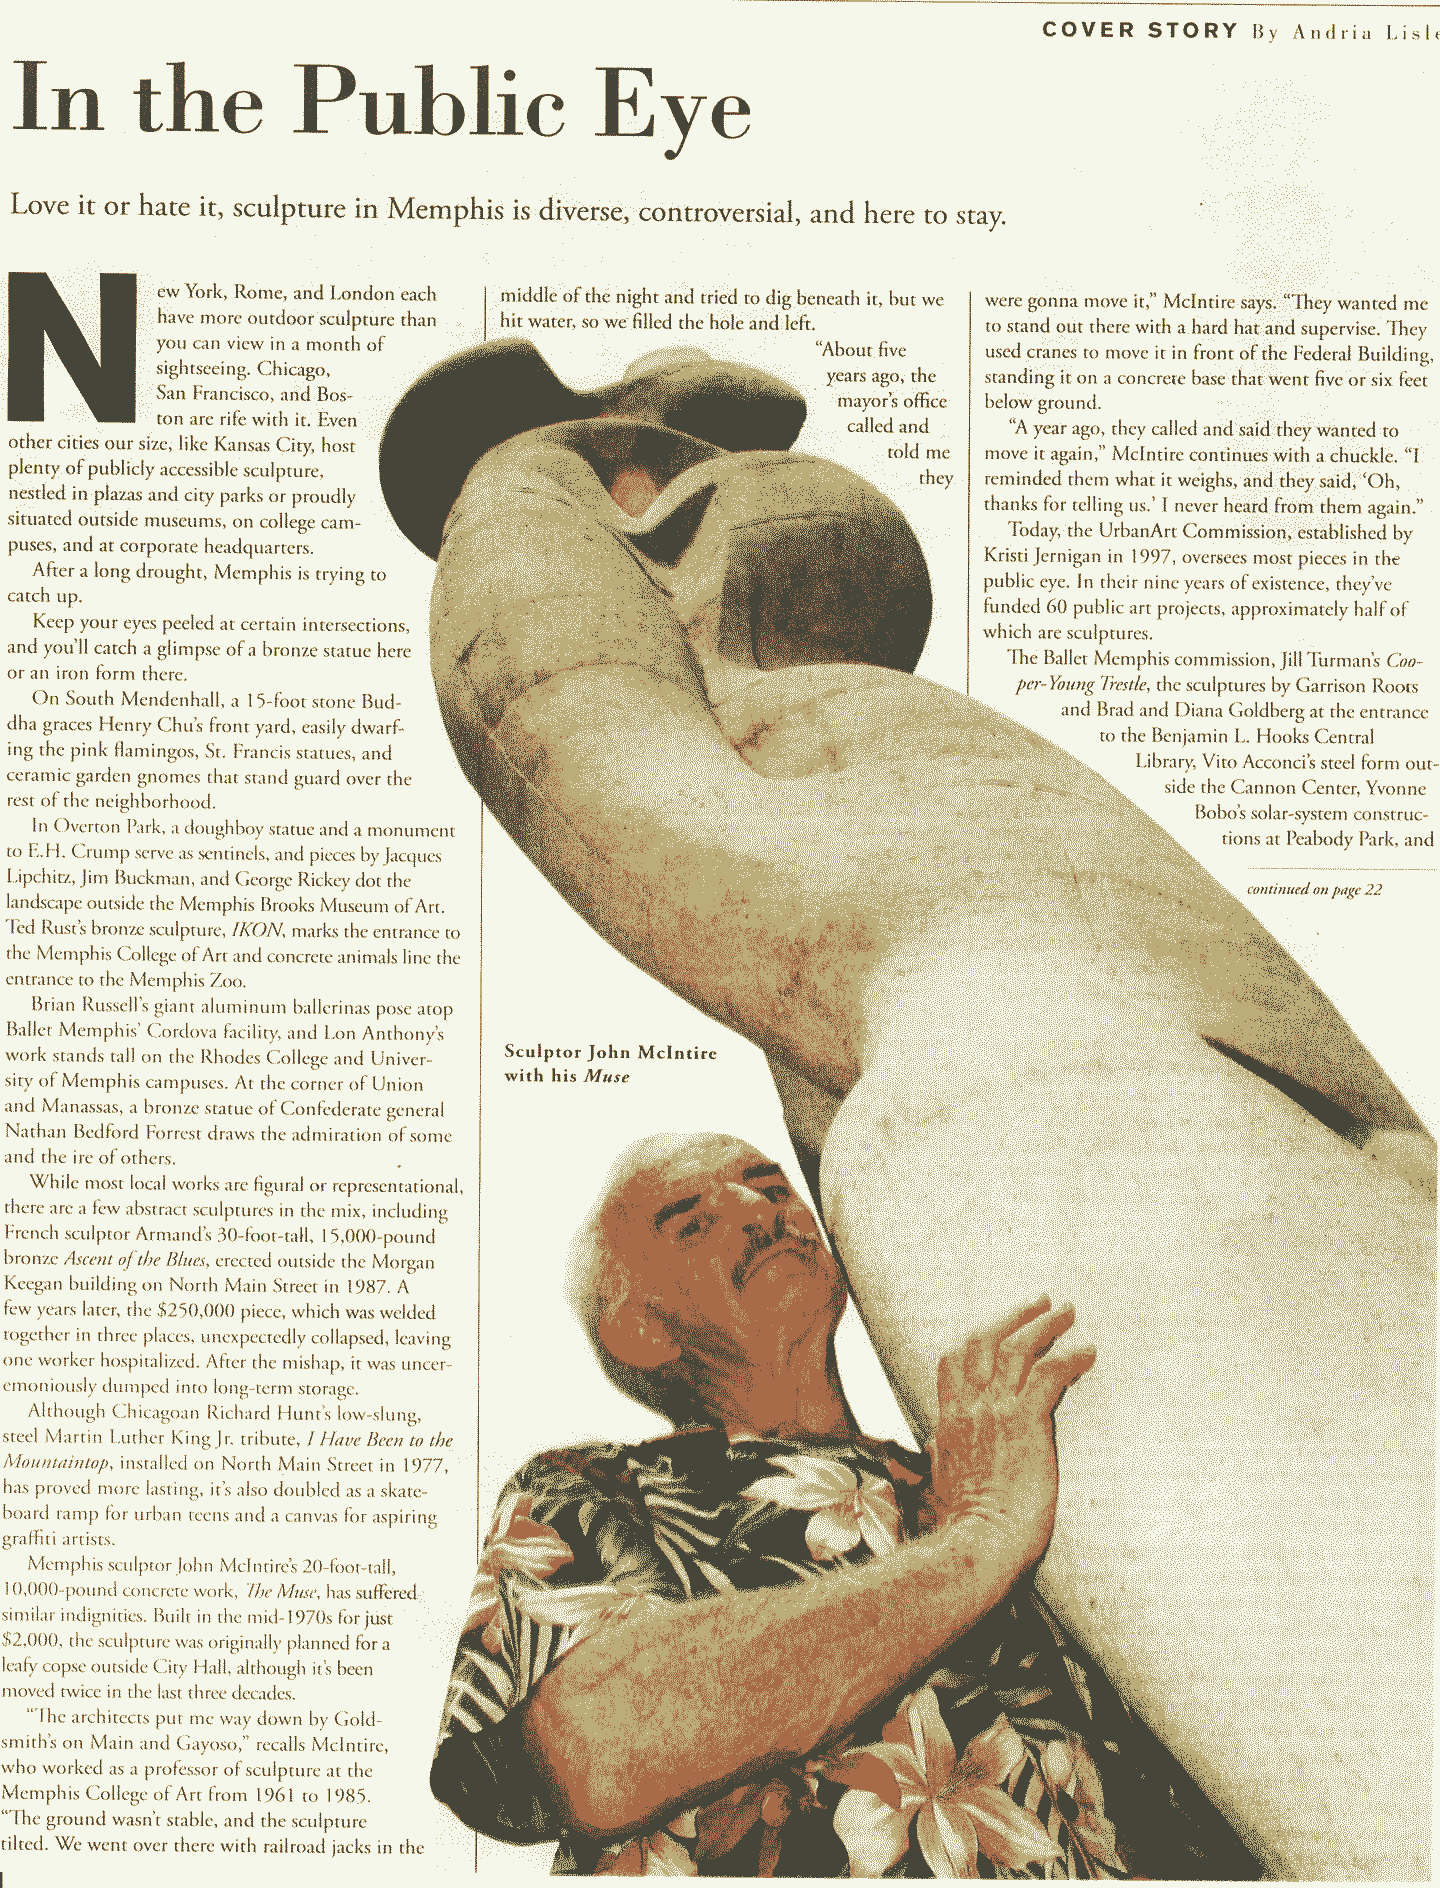 COVER STORY By Andria Lisle
In the Public Eye
Love it or hate it, sculpture in Memphis is diverse, controversial, and here to stay.
New York, Rome, and London each
have more outdoor sculpture than
you can view in a month of
sightseeing. Chicago,
San Francisco, and Bos-
ton are rife with it. Even
other cities our size, like Kansas City, host
plenty of publicly accessible sculpture,
nestled in plazas and city parks or proudly
situated outside museums, on college cam-
puses, and at corporate headquarters.
After a long drought, Memphis is trying to
catch up.
Keep your eyes peeled at certain intersections,
and you'll catch a glimpse of a bronze statue here
or an iron form there.
On South Mendenhall, a 15-foot stone Bud-
dha graces Henry Chu's front yard, easily dwarf-
ing the pink flamingos, St. Francis statues, and
ceramic garden gnomes that stand guard over the
rest of the neighborhood.
In Overton Park, a doughboy statue and a monument
to E.H. Crump serve as sentinels, and pieces by Jacques
Lipchitz, Jim Buckman, and George Rickey dot the
landscape outside the Memphis Brooks Museum of Art.
Ted Rust's bronze sculpture, IKON, marks the entrance to
the Memphis College of Art and concrete animals line the
entrance to the Memphis Zoo.
Brian Russell's giant aluminum ballerinas pose atop
Ballet Memphis' Cordova facility, and Lon Anthony's
work stands tall on the Rhodes College and Univer-
sity of Memphis campuses. At the corner of Union
and Manassas, a bronze statue of Confederate general
Nathan Bedford Forrest draws the admiration of some
and the ire of others.
While most local works are figural or representational,
there are a few abstract sculptures in the mix, including
French sculptor Armand's 30-foot-tall, 15,000-pound
bronze Ascent of the Blues, erected outside the Morgan
Keegan building on North Main Street in 1987. A
few years later, the $250,000 piece, which was welded
together in three places, unexpectedly collapsed, leaving
one worker hospitalized. After the mishap, it was uncer-
emoniously dumped into long-term storage.
Although Chicagoan Richard Hunt's low-slung,
steel Martin Luther King Jr. tribute, I Have Been to the
Mountaintop, installed on North Main Street in 1977,
has proved more lasting, it's also doubled as a skate-
board ramp for urban teens and a canvas for aspiring
graffiti artists.
Memphis sculptor John McIntire's 20-foot-tall,
10,000-pound concrete work, The Muse, has suffered
similar indignities. Built in the mid-1970s for just
$2,000, the sculpture was originally planned for a
leafy copse outside City Hall, although it's been
moved twice in the last three decades.
"The architects put me way down by Gold-
smith's on Main and Gayoso," recalls McIntire,
who worked as a professor of sculpture at the
Memphis College of Art from 1961 to 1985.
"The ground wasn't stable, and the sculpture
tilted. We went over there with railroad jacks in the
middle of the night and tried to dig beneath it, but we
hit water, so we filled the hole and left.
"About five
years ago, the
mayor's office
called and
told me
they
were gonna move it," McIntire says. "They wanted me
to stand out there with a hard hat and supervise. They
used cranes to move it in front of the Federal Building,
standing it on a concrete base that went five or six feet
below ground.
"A year ago, they called and said they wanted to
move it again," McIntire continues with a chuckle. "I
reminded them what it weighs, and they said, 'Oh,
thanks for telling us.' I never heard from them again."
Today, the UrbanArt Commission, established by
Kristi Jernigan in 1997, oversees most pieces in the
public eye. In their nine years of existence, they've
funded 60 public art projects, approximately half of
which are sculptures.
The Ballet Memphis commission, Jill Turman's Coo-
per-Young Trestle, the sculptures by Garrison Roots
and Brad and Diana Goldberg at the entrance
to the Benjamin L. Hooks Central
Library, Vito Acconci's steel form out-
side the Cannon Center, Yvonne
Bobo's solar-system construc-
tions at Peabody Park, and
continued on page 22
Sculptor John McIntire
with his Muse